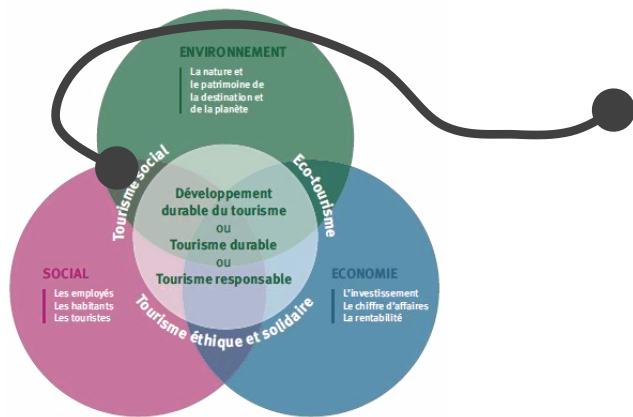 ENVIRONNEMENT
La nature et
le patrimoine de
la destination et
de la planète
Tourisme social
Eco-tourisme
Développement
durable du tourisme
ou
Tourisme durable
ou
Tourisme responsable
SOCIAL
Les employés
Les habitants
Les touristes
ECONOMIE
L'investissement
Le chiffre d'affaires
La rentabilité
Tourisme éthique et solidaire